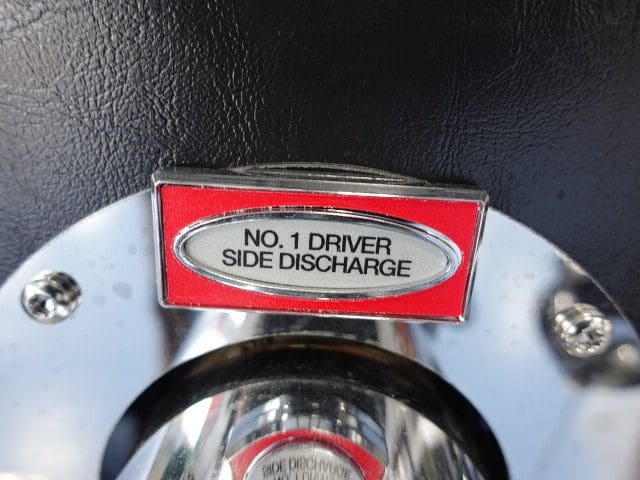 NO. 1 DRIVER
SIDE DISCHARGE